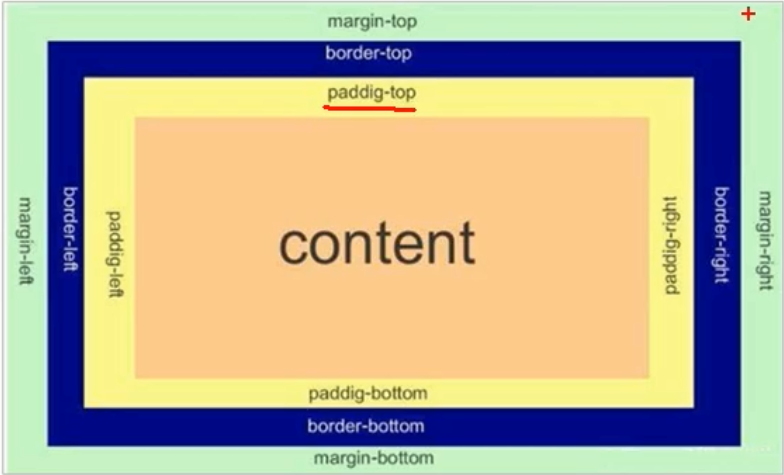 margin-top
border-top
paddig-top
margin-left
border-left
paddig-left
content
paddig-right
border-right
margin-right
paddig-bottom
border-bottom
margin-bottom